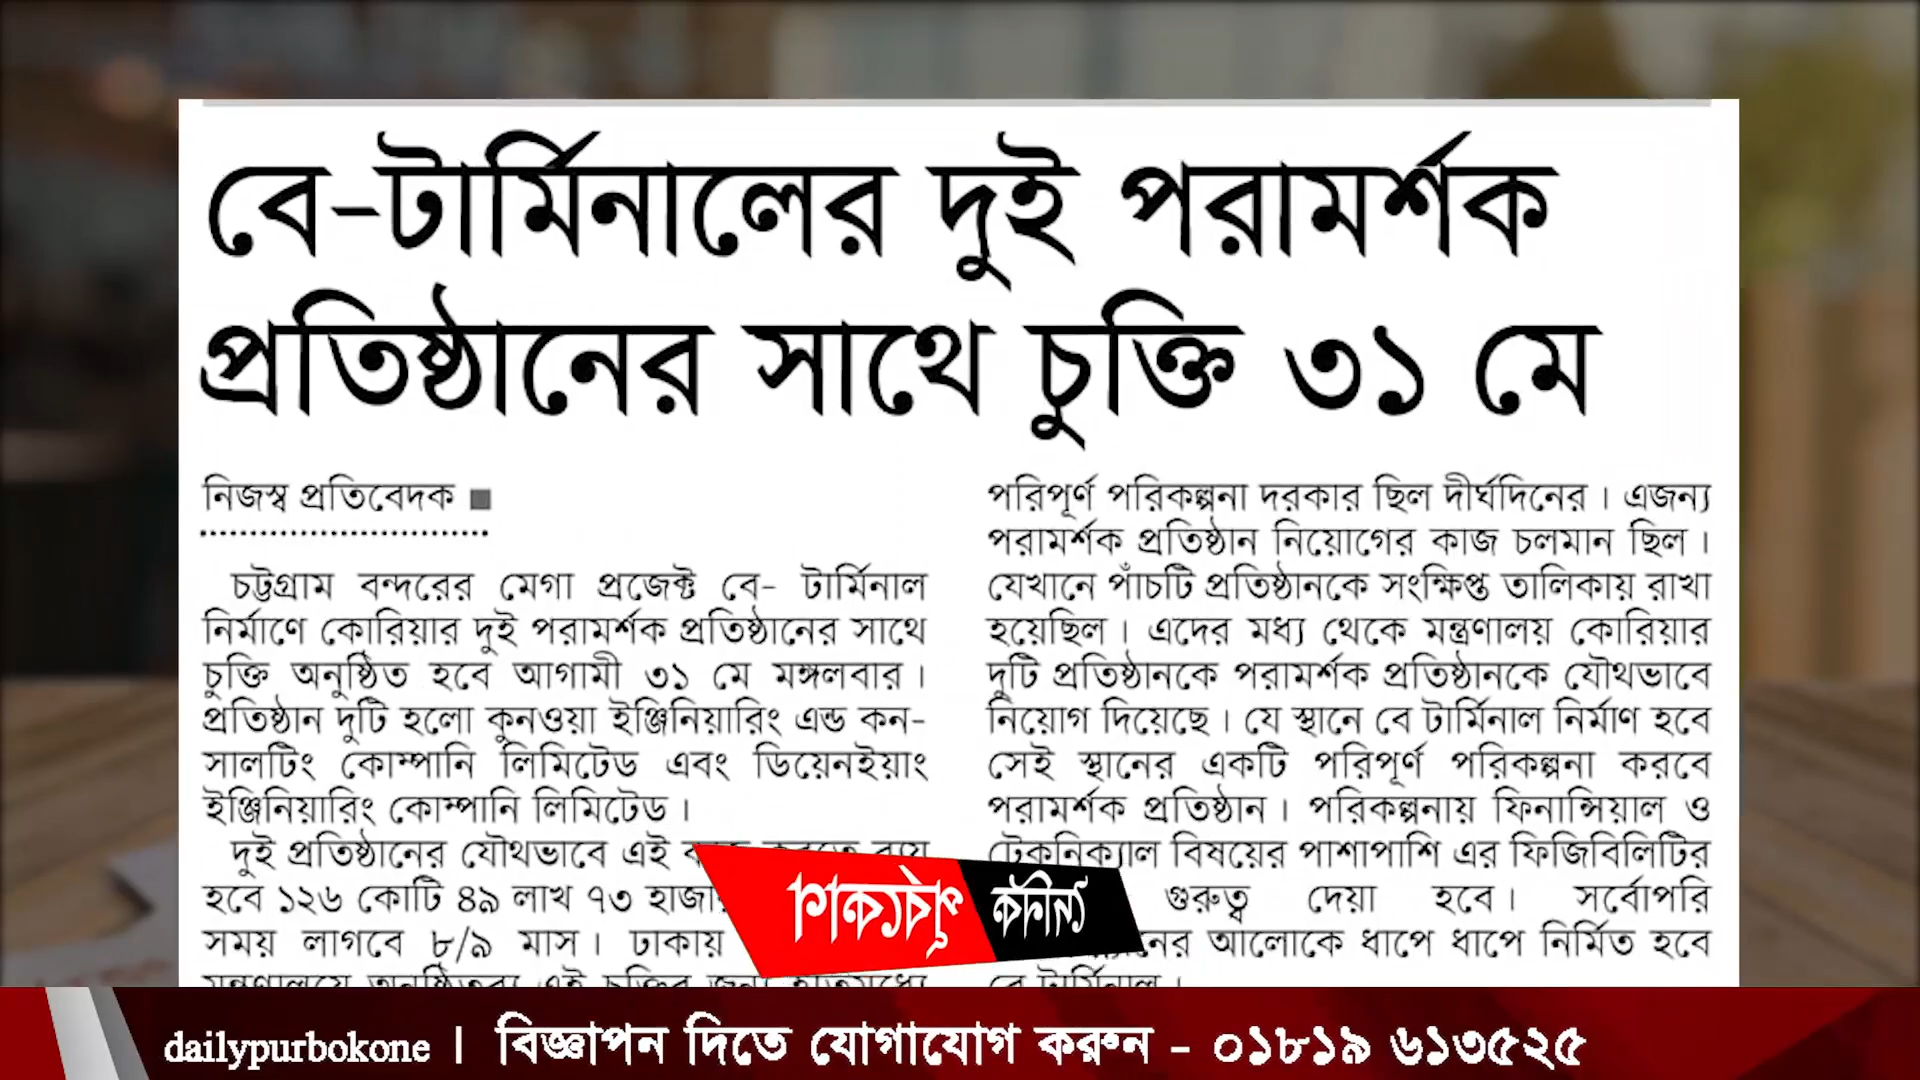 বে-টার্মিনালের দুই পরামর্শক
প্রতিষ্ঠানের সাথে চুক্তি ৩১ মে
নিজস্ব প্রতিবেদক
চট্টগ্রাম বন্দরের মেগা প্রজেক্ট বে- টার্মিনাল
নির্মাণে কোরিয়ার দুই পরামর্শক প্রতিষ্ঠানের সাথে
চুক্তি অনুষ্ঠিত হবে আগামী ৩১ মে মঙ্গলবার।
প্রতিষ্ঠান দুটি হলো কুনওয়া ইঞ্জিনিয়ারিং এন্ড কন-
সালটিং কোম্পানি লিমিটেড এবং ডিয়েনইয়াং
ইঞ্জিনিয়ারিং কোম্পানি লিমিটেড।
দুই প্রতিষ্ঠানের যৌথভাবে এই
হবে ১২৬ কোটি ৪৯ লাখ ৭৩
সময় লাগবে ৮/৯ মাস। ঢাকায়
পরিপূর্ণ পরিকল্পনা দরকার ছিল দীর্ঘদিনের। এজন্য
পরামর্শক প্রতিষ্ঠান নিয়োগের কাজ চলমান ছিল।
যেখানে পাঁচটি প্রতিষ্ঠানকে সংক্ষিপ্ত তালিকায় রাখা
হয়েছিল। এদের মধ্য থেকে মন্ত্রণালয় কোরিয়ার
দুটি প্রতিষ্ঠানকে পরামর্শক প্রতিষ্ঠানকে যৌথভাবে
নিয়োগ দিয়েছে। যে স্থানে বে টার্মিনাল নির্মাণ হবে
সেই স্থানের একটি পরিপূর্ণ পরিকল্পনা করবে
পরামর্শক প্রতিষ্ঠান। পরিকল্পনায় ফিনান্সিয়াল ও
টেকনিক্যাল বিষয়ের পাশাপাশি এর ফিজিবিলিটির
গুরুত্ব দেয়া হবে। সর্বোপরি
আলোকে ধাপে ধাপে নির্মিত হবে
বে টার্মিনাল।
dailypurbokone | বিজ্ঞাপন দিতে যোগাযোগ করুন - ০১৮১৯ ৬১৩৫২৫